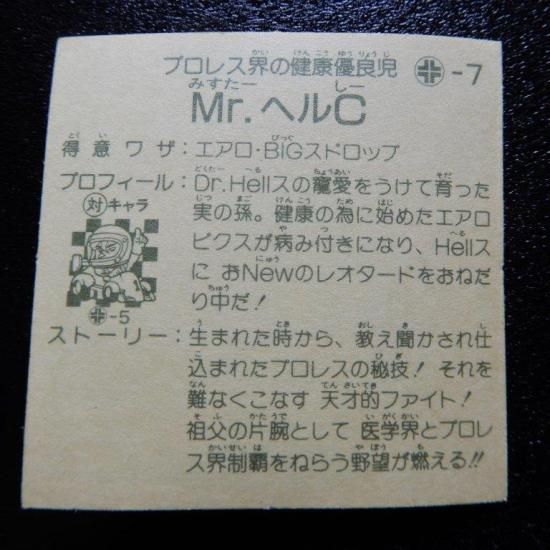 プロレス界の健康優良児 -7
Mr.ヘルC
得意ワザ:エアロ・BIGストロップ
プロフィール:Dr.Hellスの寵愛をうけて育った
実の孫。健康の為に始めたエアロ
ビクスが病み付きになり、Hellス
に おNewのレオタードをおねだ
り中だ!
対キャラ
-5
ストーリー:生まれた時から、教え聞かされ仕
込まれたプロレスの秘技!それを
難なくこなす 天才的ファイト!
祖父の片腕として 医学界とプロレ
ス界制覇をねらう野望が燃える!!